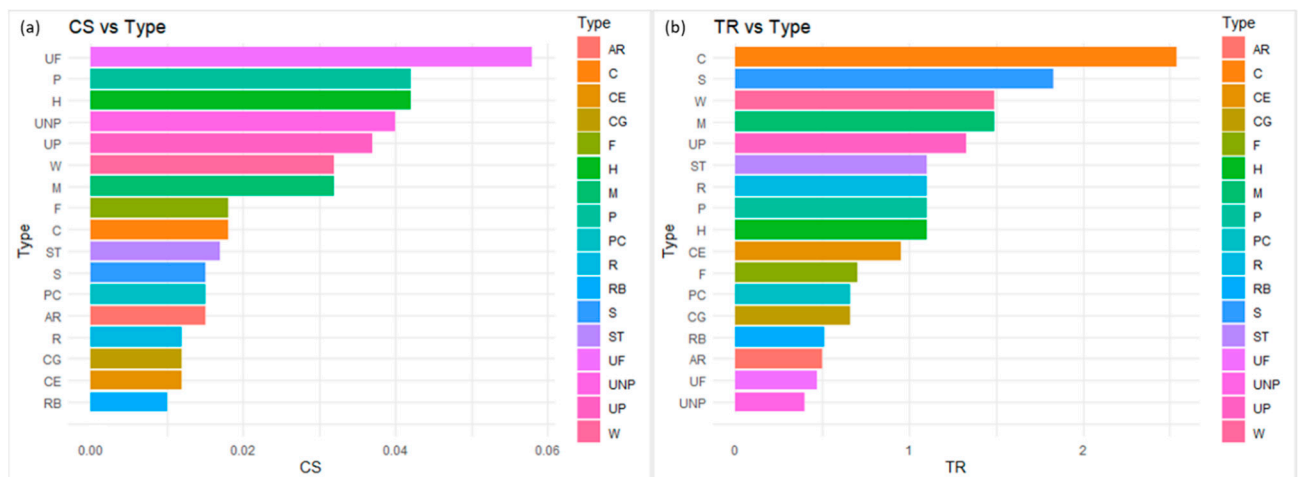 (a) CS vs Type
UF
P
H
UNP
UP
W
M
F
C
ST
S
PC
AR
R
CG
CE
RB
Type
0.00 0.02 0.04 0.06
CS
Type
AR
C
CE
CG
F
H
M
P
PC
R
RB
S
ST
UF
UNP
UP
W
(b) TR vs Type
C
S
W
M
UP
ST
R
P
H
CE
F
PC
CG
RB
AR
UF
UNP
Type
0 1 2
TR
Type
AR
C
CE
CG
F
H
M
P
PC
R
RB
S
ST
UF
UNP
UP
W